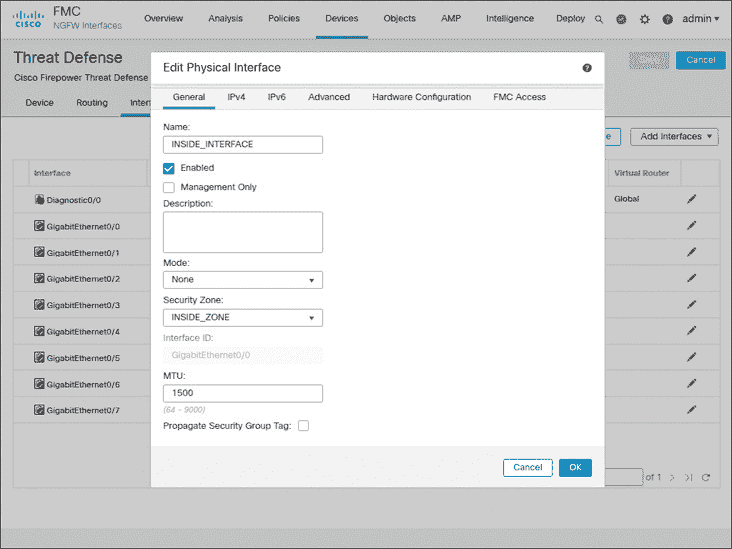 CISCO
FMC
NGFW Interfaces
Overview
Analysis
Policies
Devices
Objects
AMP
Intelligence
Deploy
admin
Threat Defense
Cisco Firepower Threat Defense
Cancel
Device
Routing
Inter
Edit Physical Interface
General
IPv4
IPv6
Advanced
Hardware Configuration
FMC Access
Name:
INSIDE_INTERFACE
Enabled
Management Only
Description:
Mode:
None
Security Zone:
INSIDE_ZONE
Interface ID:
GigabitEthernet0/0
MTU:
1500
(64 - 9000)
Propagate Security Group Tag:
Cancel
OK
e
Add Interfaces
Interface
Virtual Router
Diagnostic0/0
Global
GigabitEthernet0/0
GigabitEthernet0/1
GigabitEthernet0/2
GigabitEthernet0/3
GigabitEthernet0/4
GigabitEthernet0/5
GigabitEthernet0/6
GigabitEthernet0/7
of 1